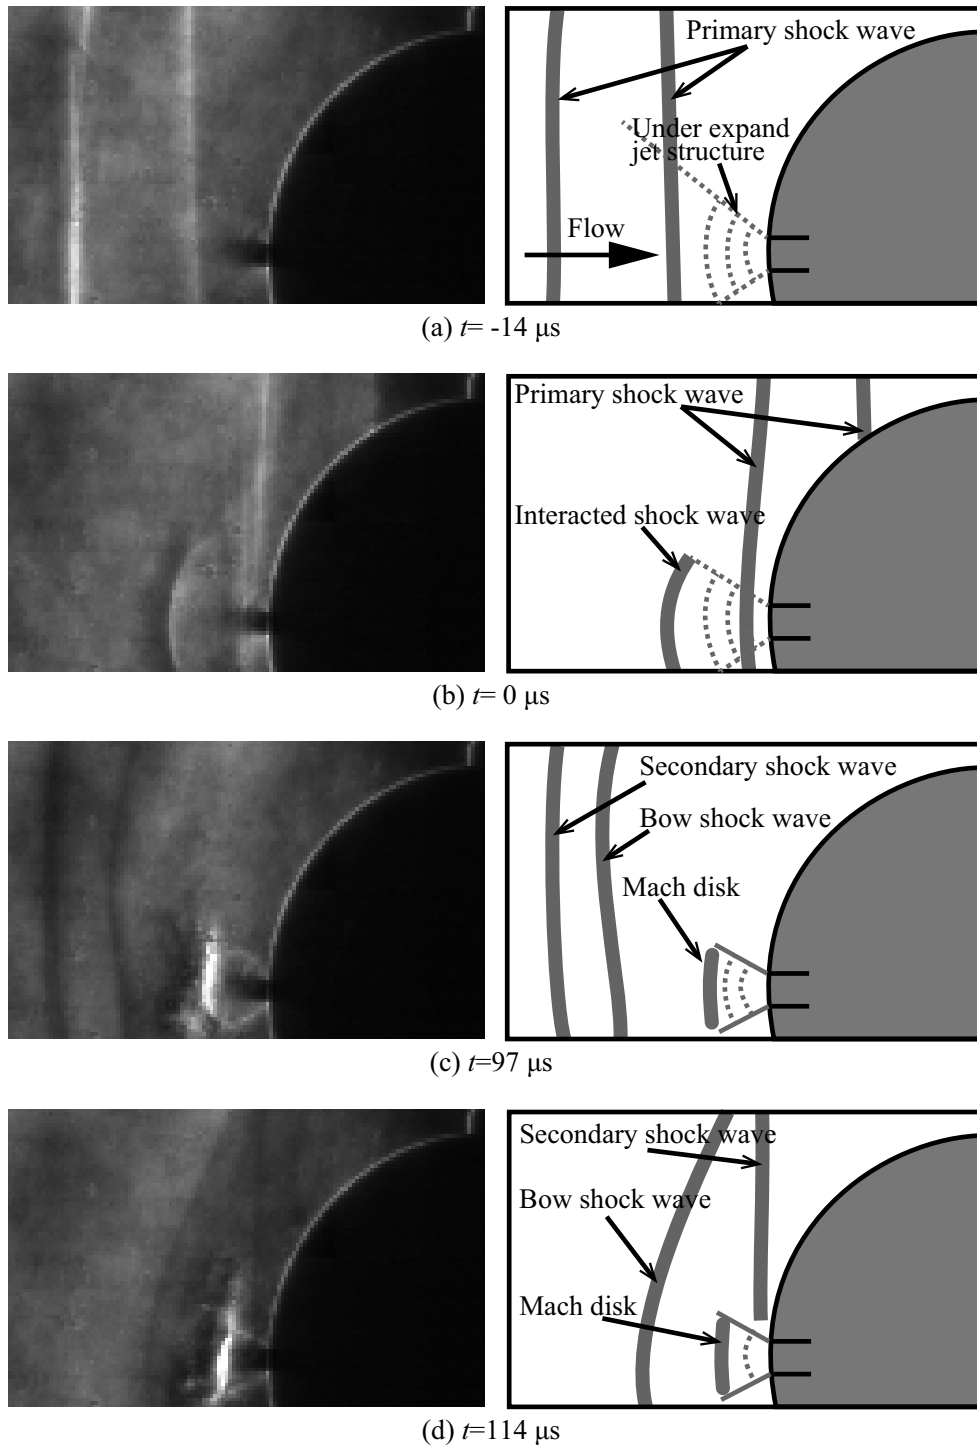 Primary shock wave
Under expand
jet structure
Flow
(a) t= -14 μs
Primary shock wave
Interacted shock wave
(b) t= 0 μs
Secondary shock wave
Bow shock wave
Mach disk
(c) t=97 μs
Secondary shock wave
Bow shock wave
Mach disk
(d) t=114 μs